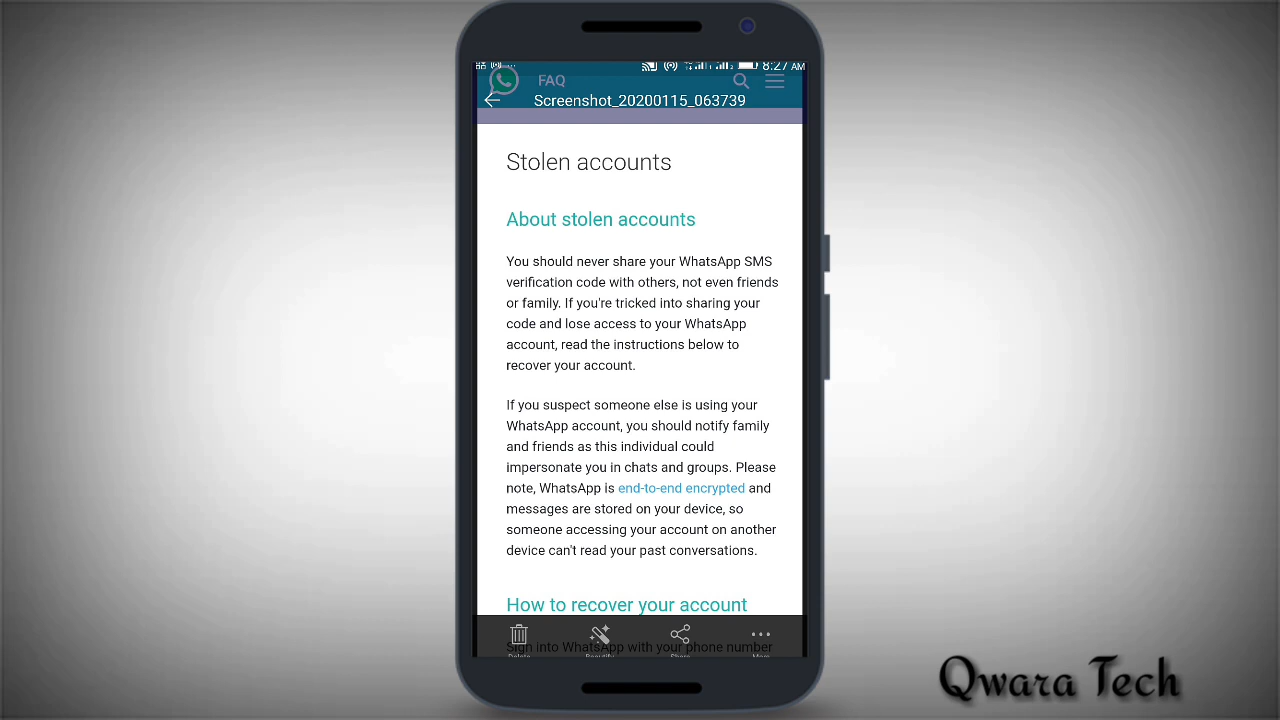 8:27 AM
FAQ
Screenshot_20200115_063739
Stolen accounts
About stolen accounts
You should never share your WhatsApp SMS
verification code with others, not even friends
or family. If you're tricked into sharing your
code and lose access to your WhatsApp
account, read the instructions below to
recover your account.
If you suspect someone else is using your
WhatsApp account, you should notify family
and friends as this individual could
impersonate you in chats and groups. Please
note, WhatsApp is end-to-end encrypted and
messages are stored on your device, so
someone accessing your account on another
device can't read your past conversations.
How to recover your account
Sign into WhatsApp with your phone number
Delete Beautify Share More
Qwara Tech